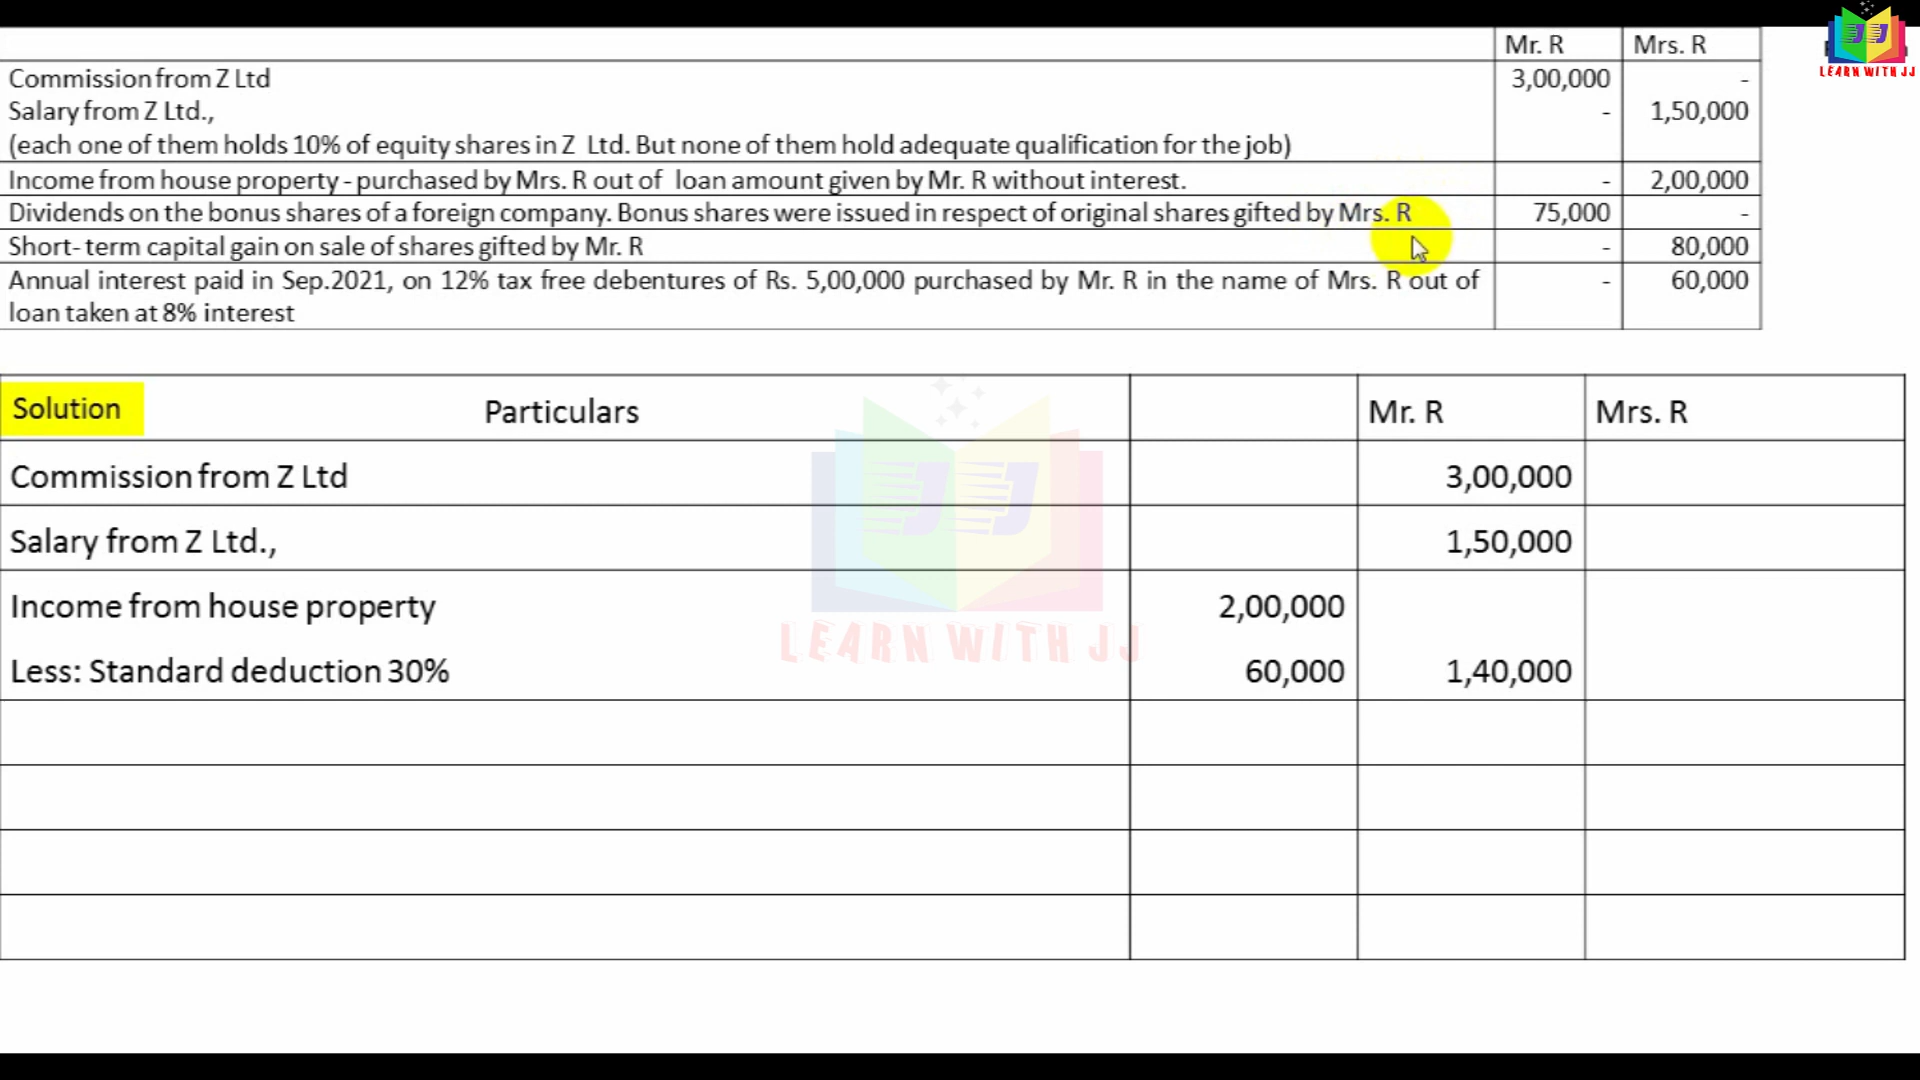 Mr. R Mrs. R
LEARN WITH JJ
Commission from Z Ltd 3,00,000 -
Salary from Z Ltd., - 1,50,000
(each one of them holds 10% of equity shares in Z Ltd. But none of them hold adequate qualification for the job)
Income from house property - purchased by Mrs. R out of loan amount given by Mr. R without interest. - 2,00,000
Dividends on the bonus shares of a foreign company. Bonus shares were issued in respect of original shares gifted by Mrs. R 75,000 -
Short- term capital gain on sale of shares gifted by Mr. R - 80,000
Annual interest paid in Sep.2021, on 12% tax free debentures of Rs. 5,00,000 purchased by Mr. R in the name of Mrs. R out of - 60,000
loan taken at 8% interest
Solution Particulars Mr. R Mrs. R
Commission from Z Ltd 3,00,000
Salary from Z Ltd., 1,50,000
Income from house property 2,00,000
LEARN WITH JJ
Less: Standard deduction 30% 60,000 1,40,000